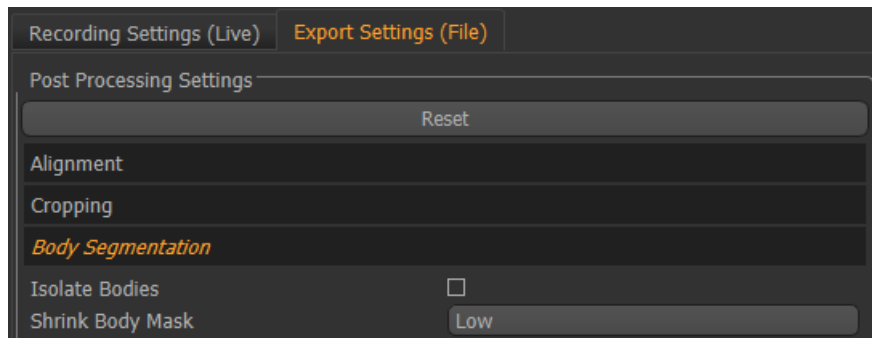 Recording Settings (Live) Export Settings (File)
Post Processing Settings
Reset
Alignment
Cropping
Body Segmentation
Isolate Bodies
Shrink Body Mask Low